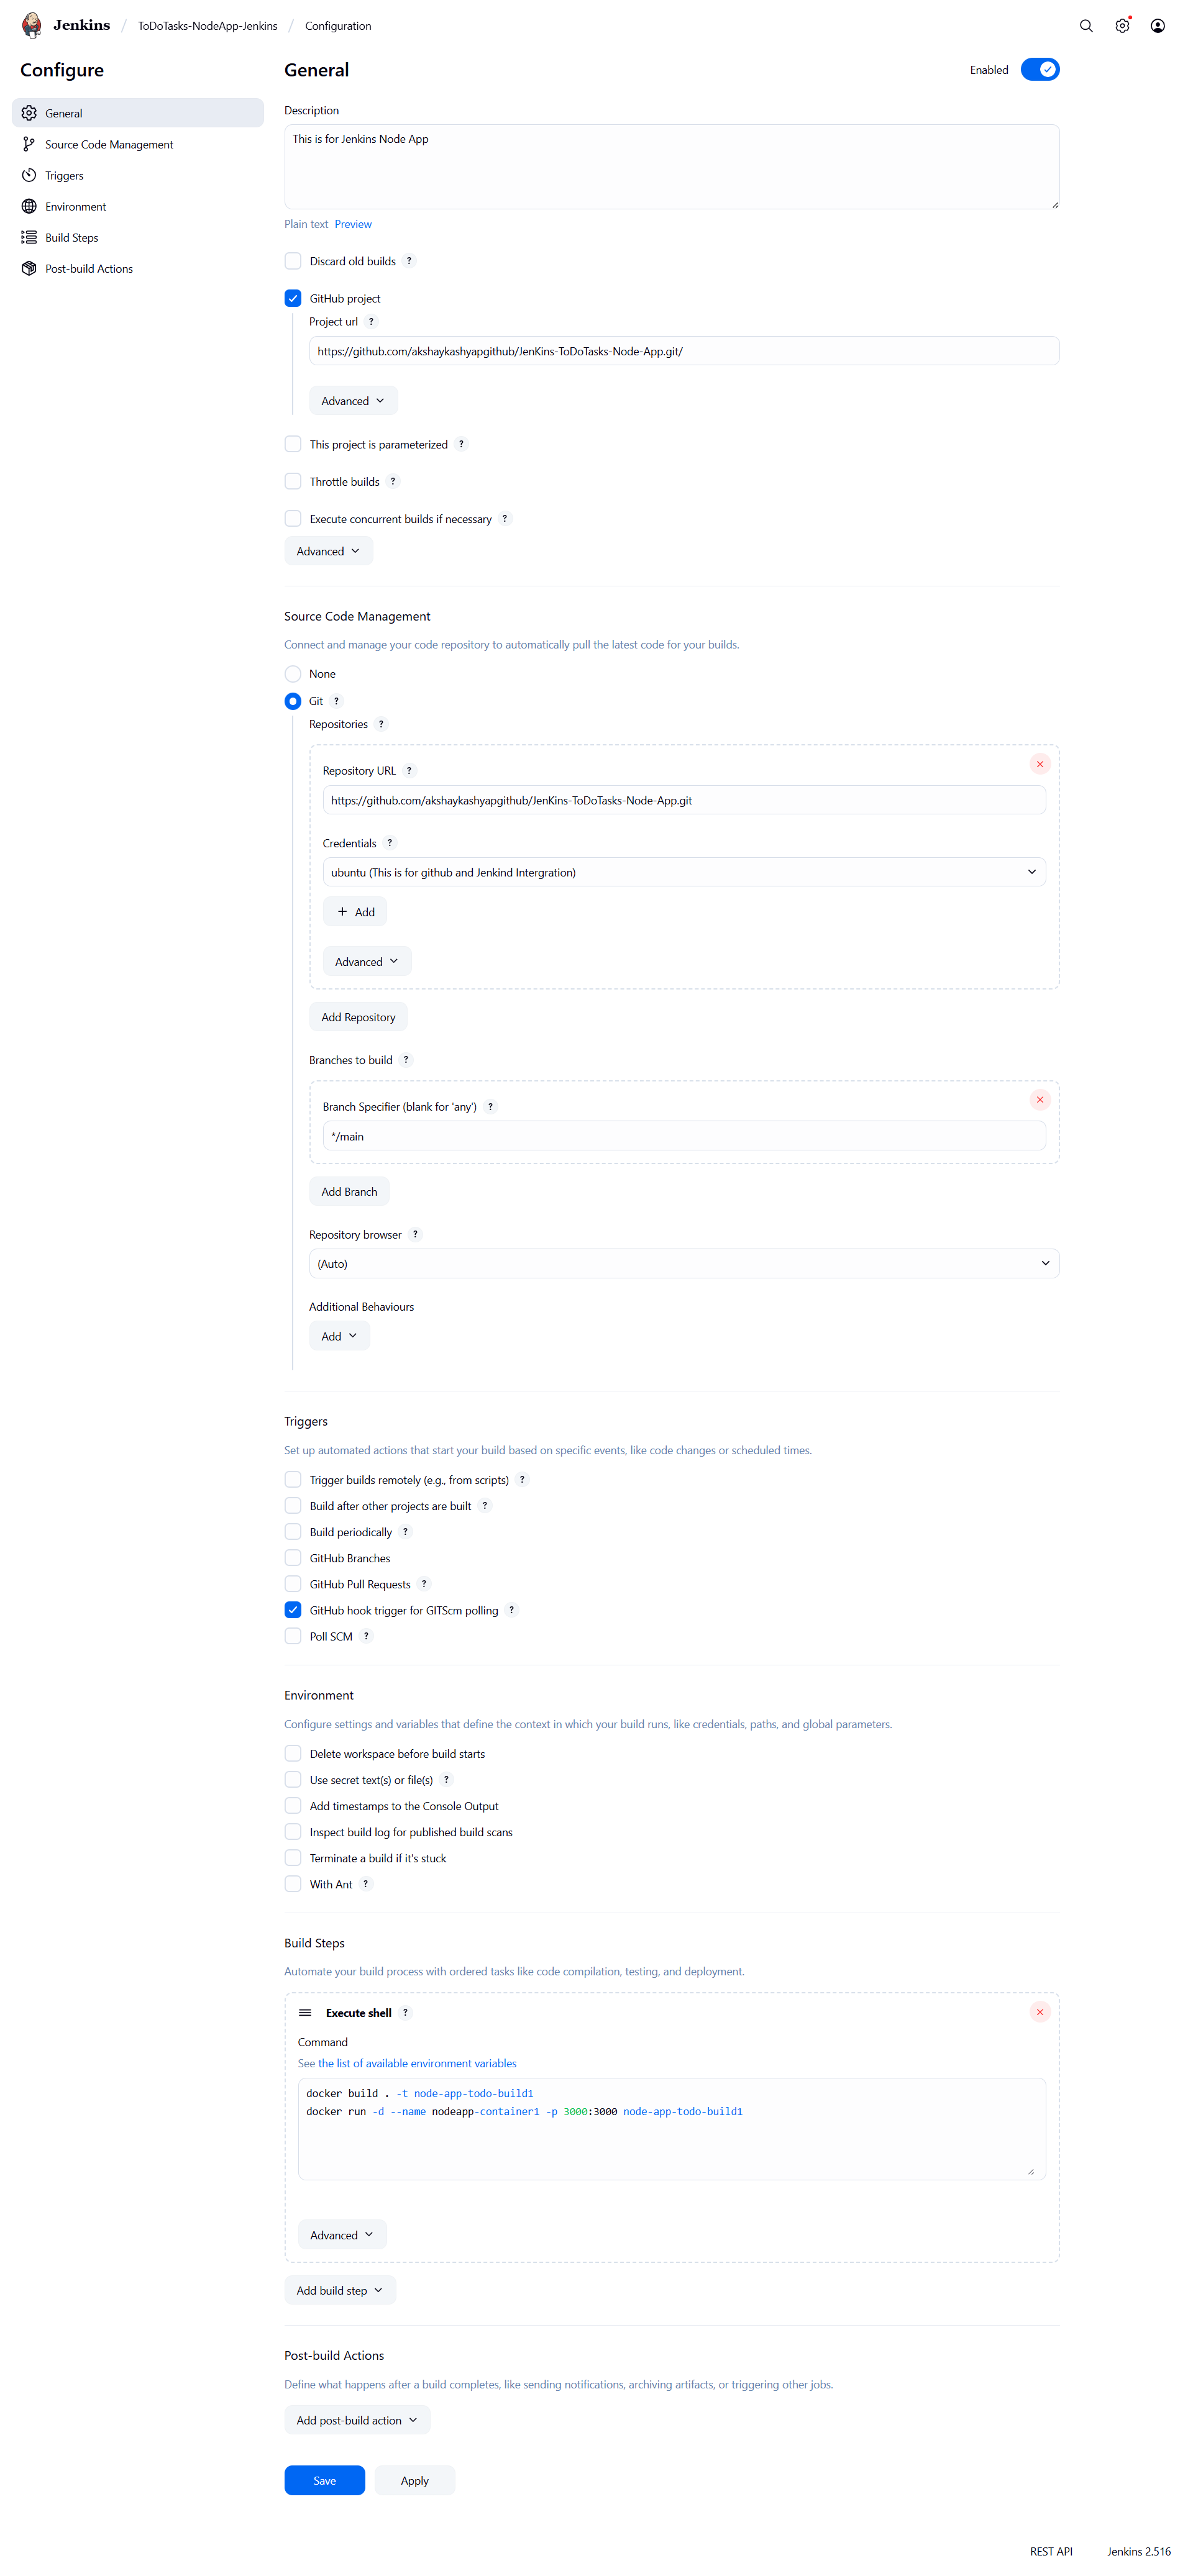 Jenkins / ToDoTasks-NodeApp-Jenkins / Configuration
Configure
General
Source Code Management
Triggers
Environment
Build Steps
Post-build Actions
General
Enabled
Description
This is for Jenkins Node App
Plain text Preview
Discard old builds ?
GitHub project
Project url ?
https://github.com/akshaykashyapgithub/JenKins-ToDoTasks-Node-App.git/
Advanced
This project is parameterized ?
Throttle builds ?
Execute concurrent builds if necessary ?
Advanced
Source Code Management
Connect and manage your code repository to automatically pull the latest code for your builds.
None
Git ?
Repositories ?
Repository URL ?
https://github.com/akshaykashyapgithub/JenKins-ToDoTasks-Node-App.git
Credentials ?
ubuntu (This is for github and Jenkind Intergration)
+ Add
Advanced
Add Repository
Branches to build ?
Branch Specifier (blank for 'any') ?
*/main
Add Branch
Repository browser ?
(Auto)
Additional Behaviours
Add
Triggers
Set up automated actions that start your build based on specific events, like code changes or scheduled times.
Trigger builds remotely (e.g., from scripts) ?
Build after other projects are built ?
Build periodically ?
GitHub Branches
GitHub Pull Requests ?
GitHub hook trigger for GITScm polling ?
Poll SCM ?
Environment
Configure settings and variables that define the context in which your build runs, like credentials, paths, and global parameters.
Delete workspace before build starts
Use secret text(s) or file(s) ?
Add timestamps to the Console Output
Inspect build log for published build scans
Terminate a build if it's stuck
With Ant ?
Build Steps
Automate your build process with ordered tasks like code compilation, testing, and deployment.
Execute shell ?
Command
See the list of available environment variables
docker build . -t node-app-todo-build1
docker run -d --name nodeapp-container1 -p 3000:3000 node-app-todo-build1
Advanced
Add build step
Post-build Actions
Define what happens after a build completes, like sending notifications, archiving artifacts, or triggering other jobs.
Add post-build action
Save
Apply
REST API
Jenkins 2.516